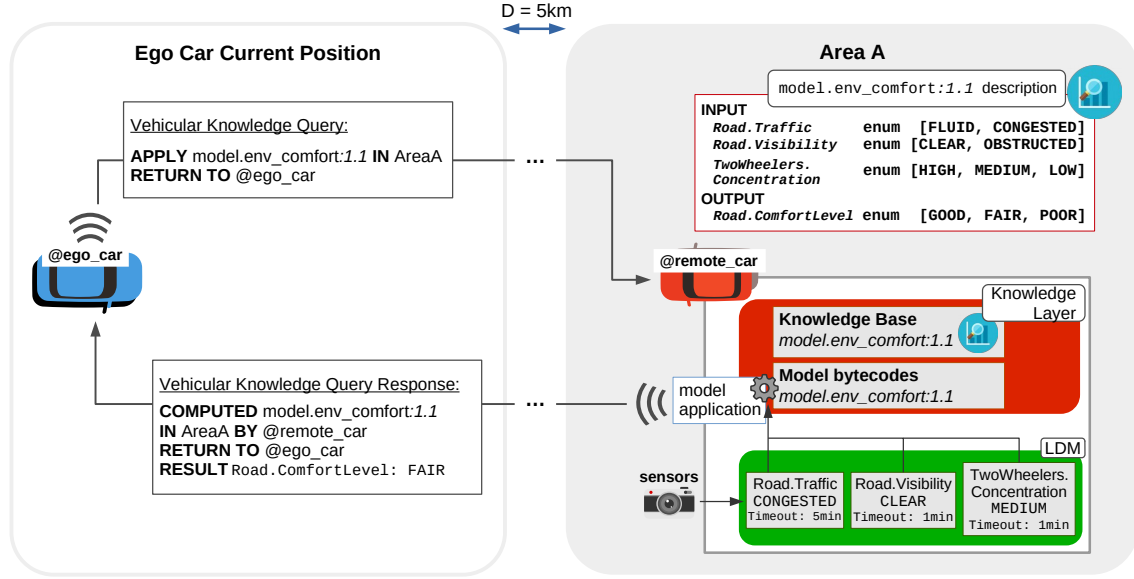 D = 5km
Ego Car Current Position
Vehicular Knowledge Query:
APPLY model.env_comfort:1.1 IN AreaA
RETURN TO @ego_car
...
@ego_car
Vehicular Knowledge Query Response:
COMPUTED model.env_comfort:1.1
IN AreaA BY @remote_car
RETURN TO @ego_car
RESULT Road.ComfortLevel: FAIR
...
Area A
model.env_comfort:1.1 description
INPUT
Road.Traffic enum [FLUID, CONGESTED]
Road.Visibility enum [CLEAR, OBSTRUCTED]
TwoWheelers.
Concentration enum [HIGH, MEDIUM, LOW]
OUTPUT
Road.ComfortLevel enum [GOOD, FAIR, POOR]
@remote_car
Knowledge
Layer
Knowledge Base
model.env_comfort:1.1
Model bytecodes
model.env_comfort:1.1
model
application
LDM
sensors
Road.Traffic
CONGESTED
Timeout: 5min
Road.Visibility
CLEAR
Timeout: 1min
TwoWheelers.
Concentration
MEDIUM
Timeout: 1min